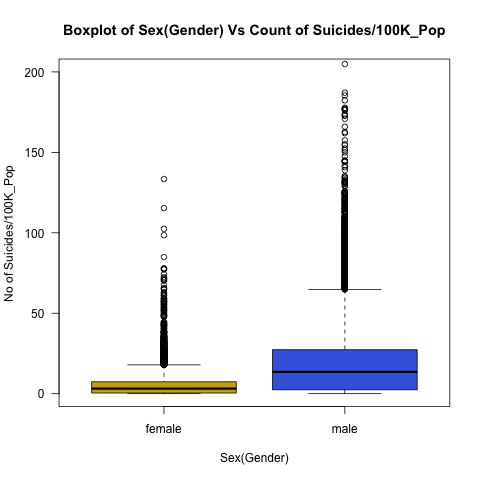 Boxplot of Sex(Gender) Vs Count of Suicides/100K_Pop
No of Suicides/100K_Pop
200
150
100
50
0
female male
Sex(Gender)